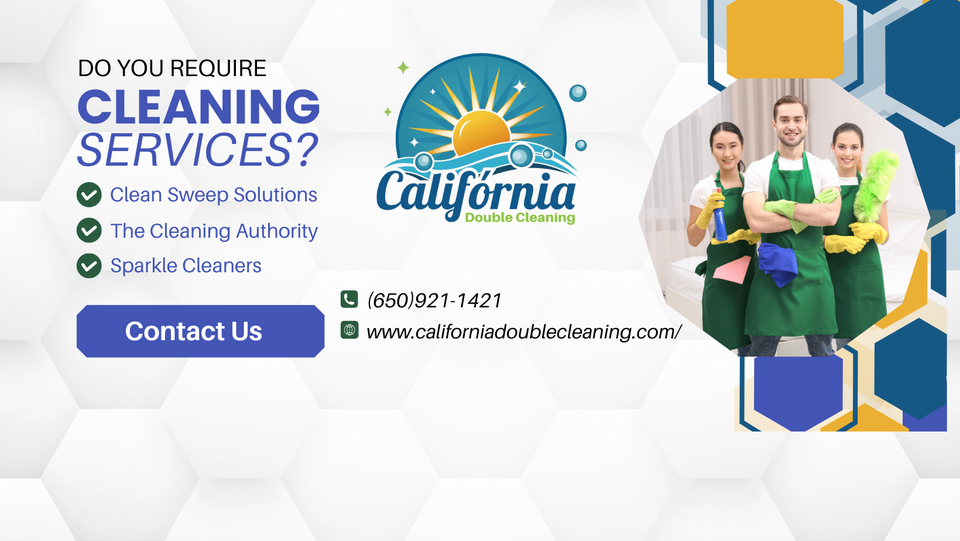 DO YOU REQUIRE
CLEANING
SERVICES?
Clean Sweep Solutions
The Cleaning Authority
Sparkle Cleaners
Contact Us
Califórnia
Double Cleaning
(650)921-1421
www.californiadoublecleaning.com/